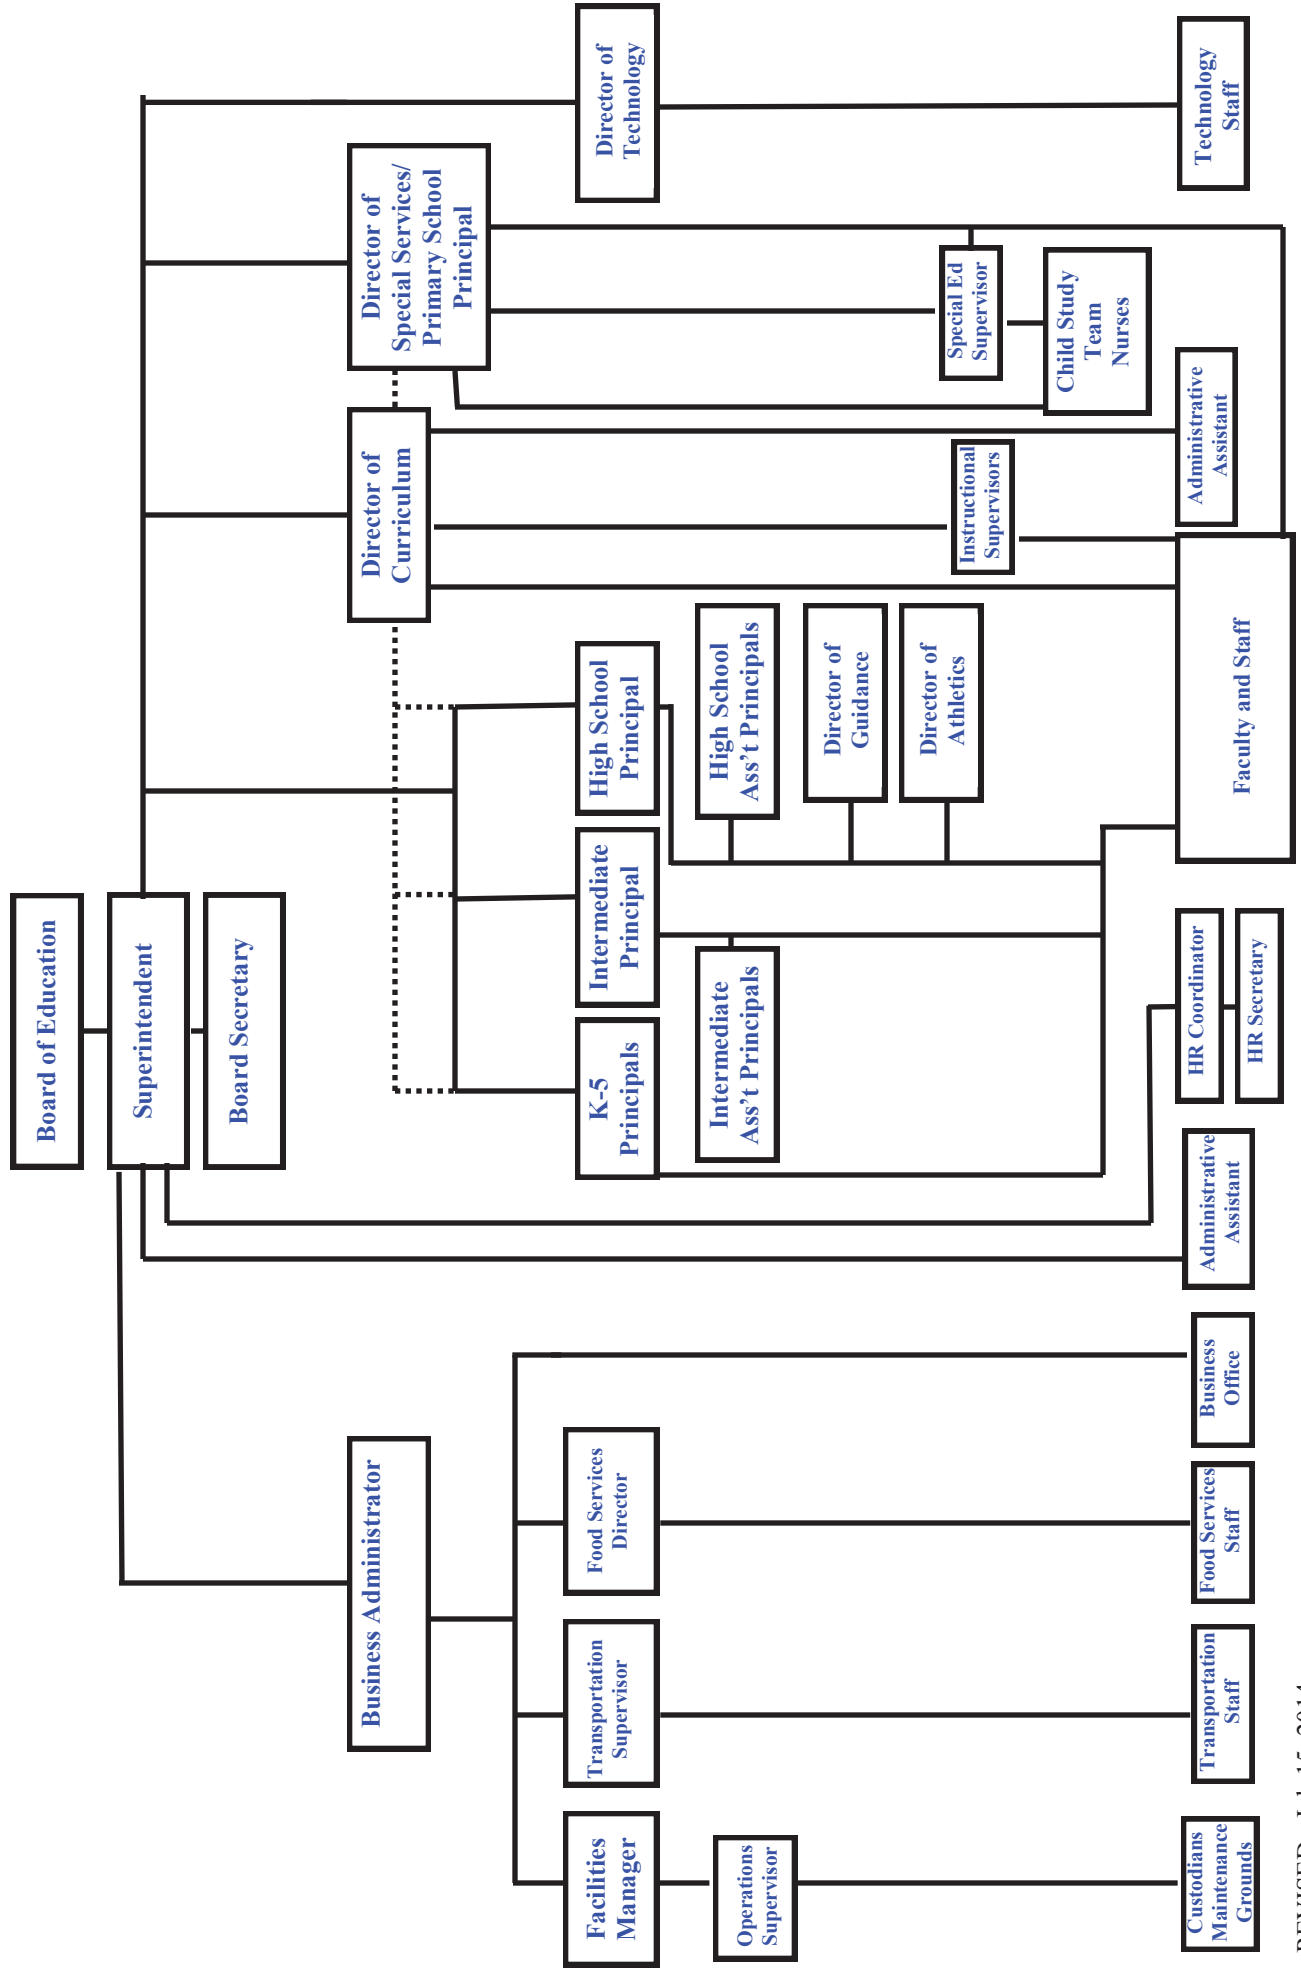 Board of Education
Superintendent
Board Secretary
Business Administrator
Director of
Curriculum
Director of
Special Services/
Primary School
Principal
Facilities
Manager
Transportation
Supervisor
Food Services
Director
K-5
Principals
Intermediate
Principal
High School
Principal
Director of
Technology
Operations
Supervisor
Intermediate
Ass't Principals
High School
Ass't Principals
Director of
Guidance
Director of
Athletics
Instructional
Supervisors
Special Ed
Supervisor
Child Study
Team
Nurses
Custodians
Maintenance
Grounds
Transportation
Staff
Food Services
Staff
Business
Office
Administrative
Assistant
HR Coordinator
HR Secretary
Faculty and Staff
Administrative
Assistant
Technology
Staff